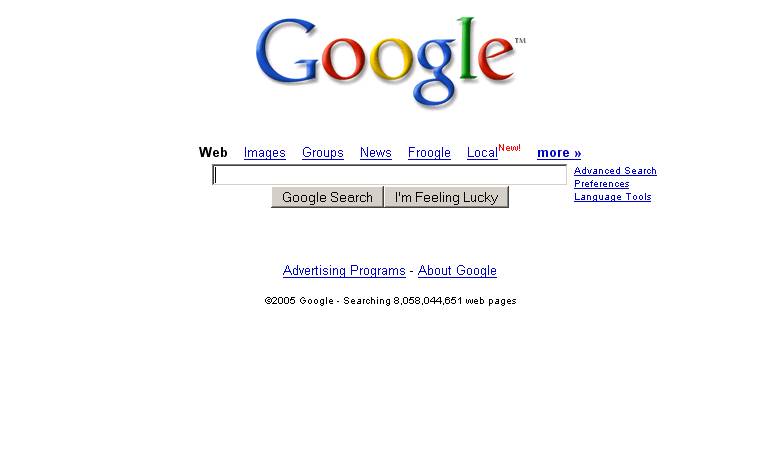 Google™
Web Images Groups News Froogle Local New! more »
Advanced Search
Preferences
Language Tools
Google Search I'm Feeling Lucky
Advertising Programs - About Google
©2005 Google - Searching 8,058,044,651 web pages